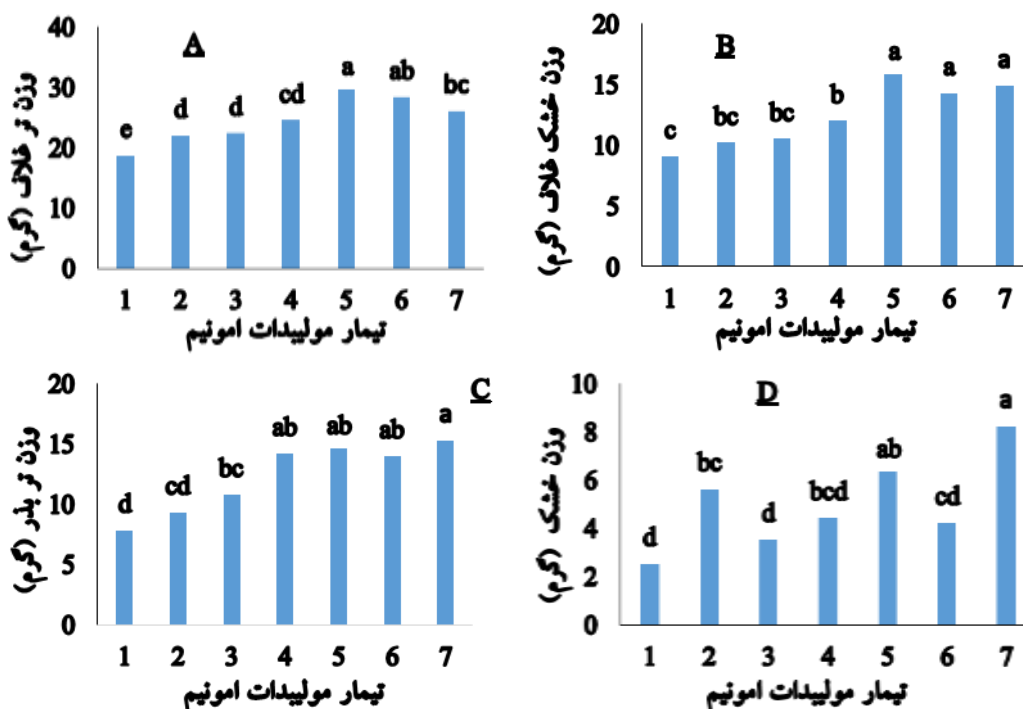 A
وزن تر غلاف (گرم)
40
30
20
10
0
e d d cd a ab bc
1 2 3 4 5 6 7
تیمار مولیبدات امونیم
B
وزن خشک غلاف (گرم)
20
15
10
5
0
c bc bc b a a a
1 2 3 4 5 6 7
تیمار مولیبدات امونیم
C
وزن تر بذر (گرم)
20
15
10
5
0
d cd bc ab ab ab a
1 2 3 4 5 6 7
تیمار مولیبدات امونیم
D
وزن خشک (گرم)
10
8
6
4
2
0
d bc d bcd ab cd a
1 2 3 4 5 6 7
تیمار مولیبدات امونیم